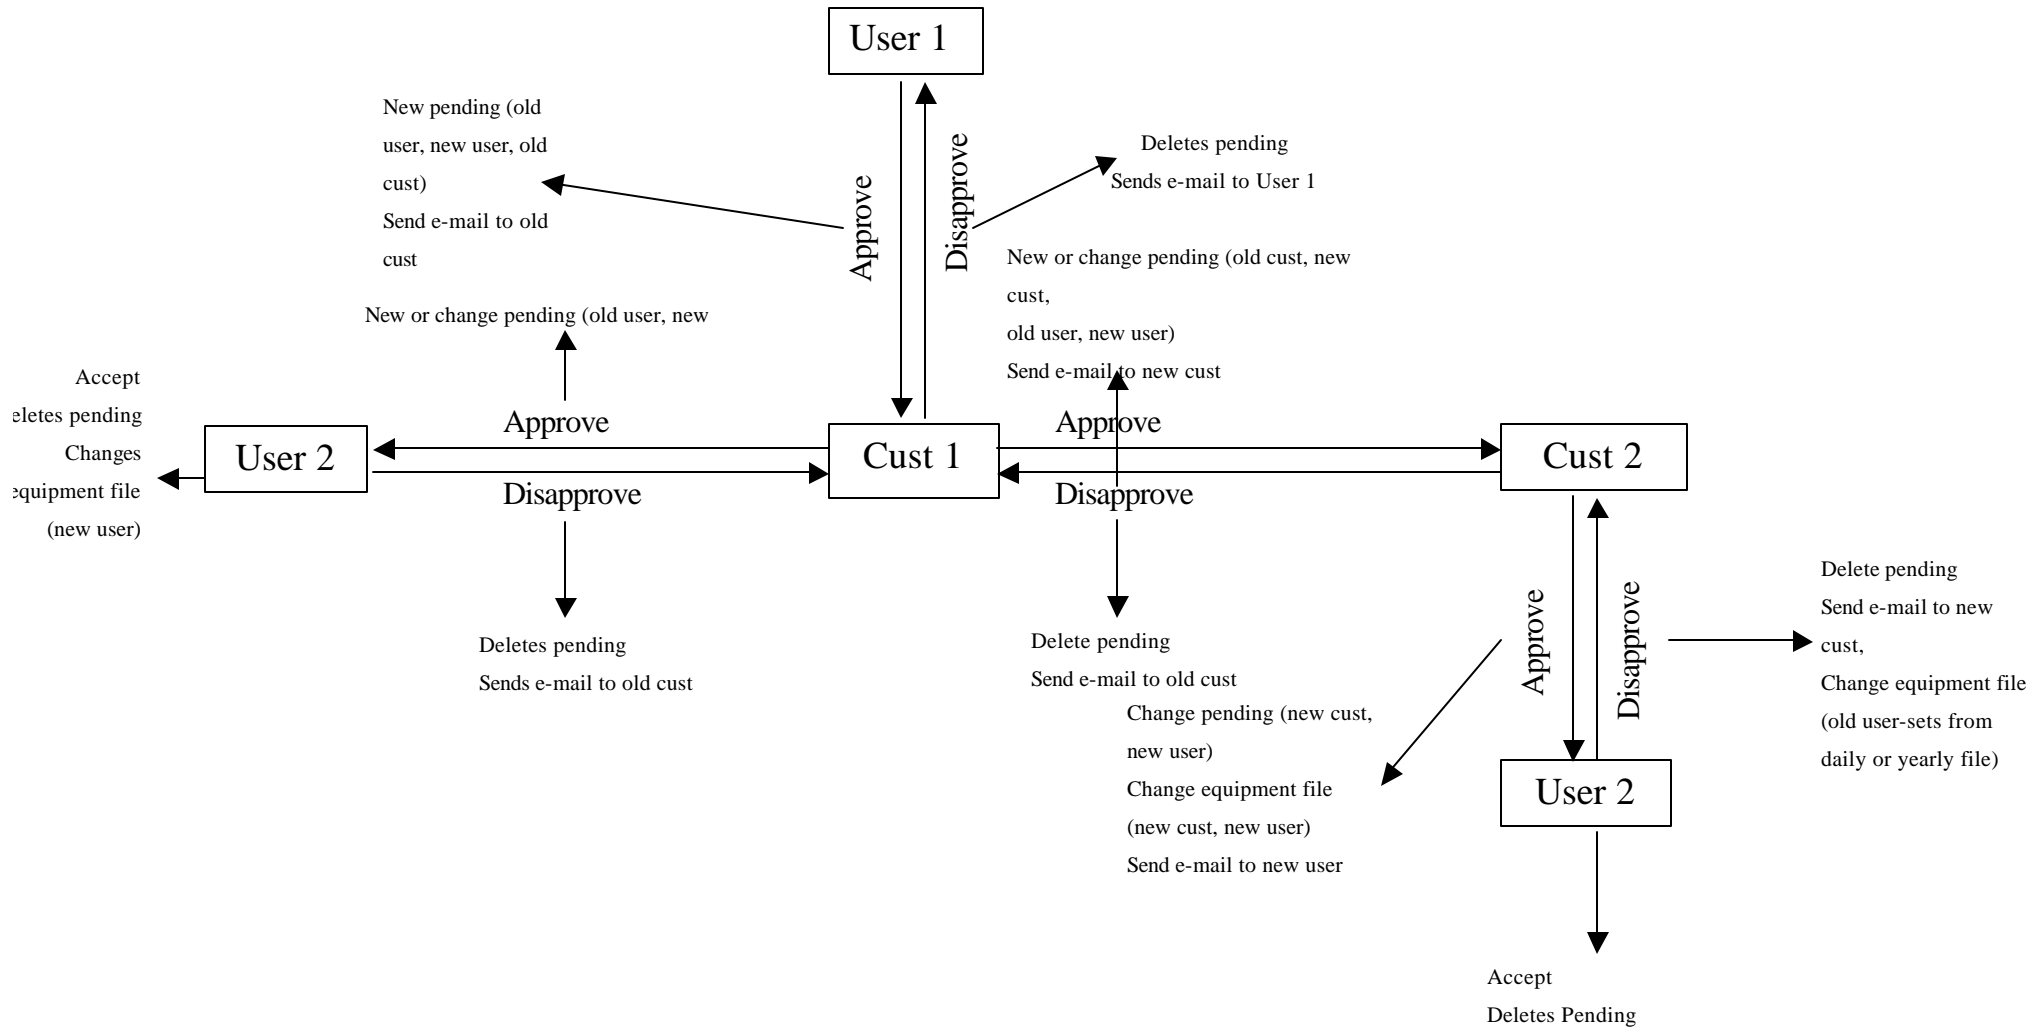 User 1
New pending (old
user, new user, old
cust)
Send e-mail to old
cust
Approve
Disapprove
Deletes pending
Sends e-mail to User 1
New or change pending (old cust, new
cust,
old user, new user)
Send e-mail to new cust
New or change pending (old user, new
Accept
eletes pending
Changes
equipment file
(new user)
User 2
Approve
Disapprove
Cust 1
Approve
Disapprove
Cust 2
Deletes pending
Sends e-mail to old cust
Delete pending
Send e-mail to old cust
Change pending (new cust,
new user)
Change equipment file
(new cust, new user)
Send e-mail to new user
Approve
Disapprove
Delete pending
Send e-mail to new
cust,
Change equipment file
(old user-sets from
daily or yearly file)
User 2
Accept
Deletes Pending